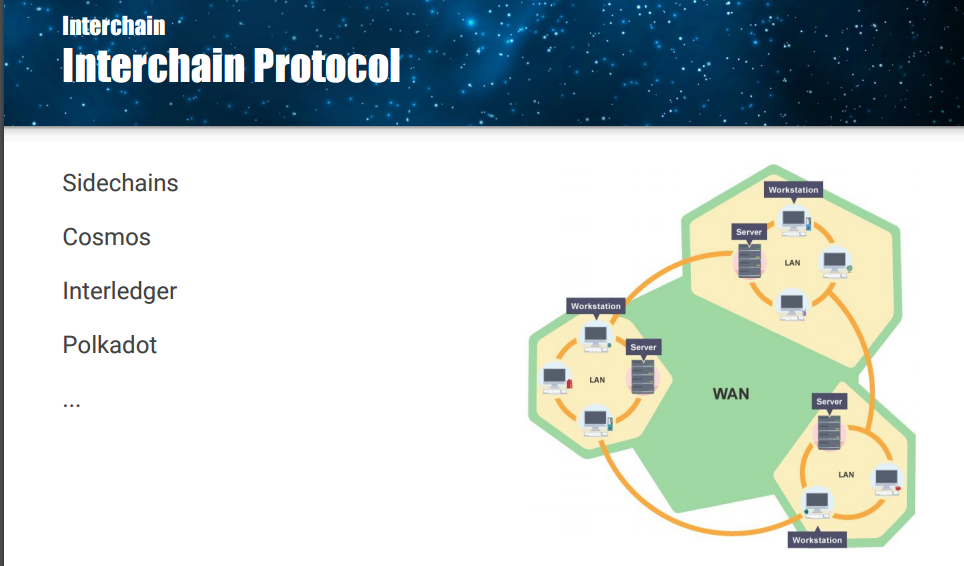 Interchain
Interchain Protocol
Sidechains
Cosmos
Interledger
Polkadot
...
Workstation
Server
LAN
Workstation
Server
LAN
WAN
Server
LAN
Workstation